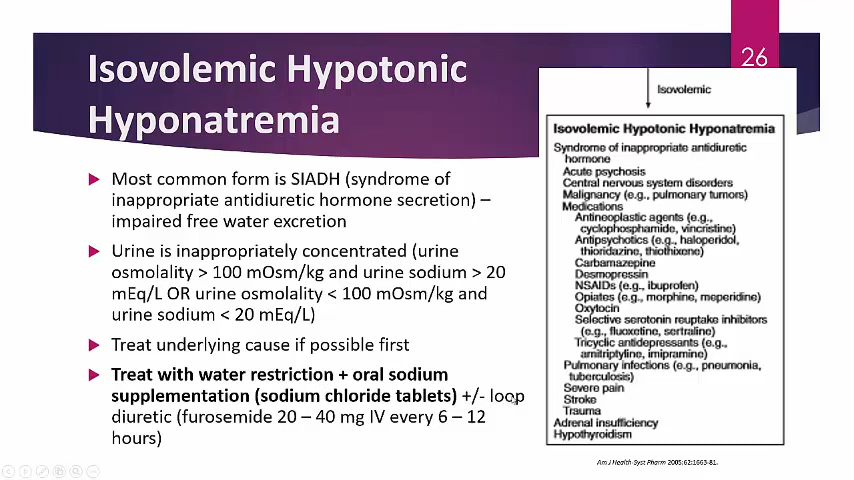 Isovolemic Hypotonic
Hyponatremia
26
Most common form is SIADH (syndrome of
inappropriate antidiuretic hormone secretion) –
impaired free water excretion
Urine is inappropriately concentrated (urine
osmolality > 100 mOsm/kg and urine sodium > 20
mEq/L OR urine osmolality < 100 mOsm/kg and
urine sodium < 20 mEq/L)
Treat underlying cause if possible first
Treat with water restriction + oral sodium
supplementation (sodium chloride tablets) +/- loop
diuretic (furosemide 20 – 40 mg IV every 6 – 12
hours)
Isovolemic
Isovolemic Hypotonic Hyponatremia
Syndrome of inappropriate antidiuretic
hormone
Acute psychosis
Central nervous system disorders
Malignancy (e.g., pulmonary tumors)
Medications
Antineoplastic agents (e.g.,
cyclophosphamide, vincristine)
Antipsychotics (e.g., haloperidol,
thioridazine, thiothixene)
Carbamazepine
Desmopressin
NSAIDs (e.g., ibuprofen)
Opiates (e.g., morphine, meperidine)
Oxytocin
Selective serotonin reuptake inhibitors
(e.g., fluoxetine, sertraline)
Tricyclic antidepressants (e.g.,
amitriptyline, imipramine)
Pulmonary infections (e.g., pneumonia,
tuberculosis)
Severe pain
Stroke
Trauma
Adrenal insufficiency
Hypothyroidism
Am J Health-Syst Pharm 2005;62:1663-81.